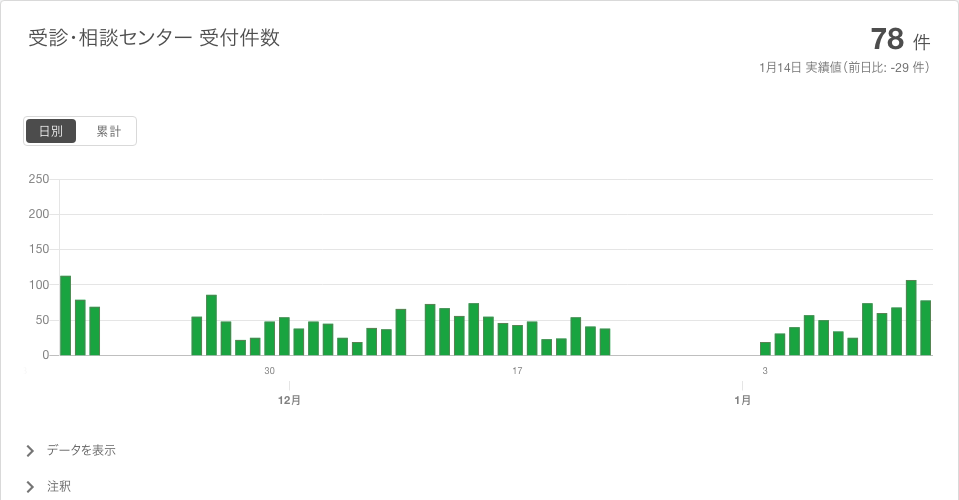 受診･相談センター 受付件数
78 件
1月14日 実績値（前日比: -29 件）
日別 累計
250
200
150
100
50
0
30 17 3
12月 1月
データを表示
注釈